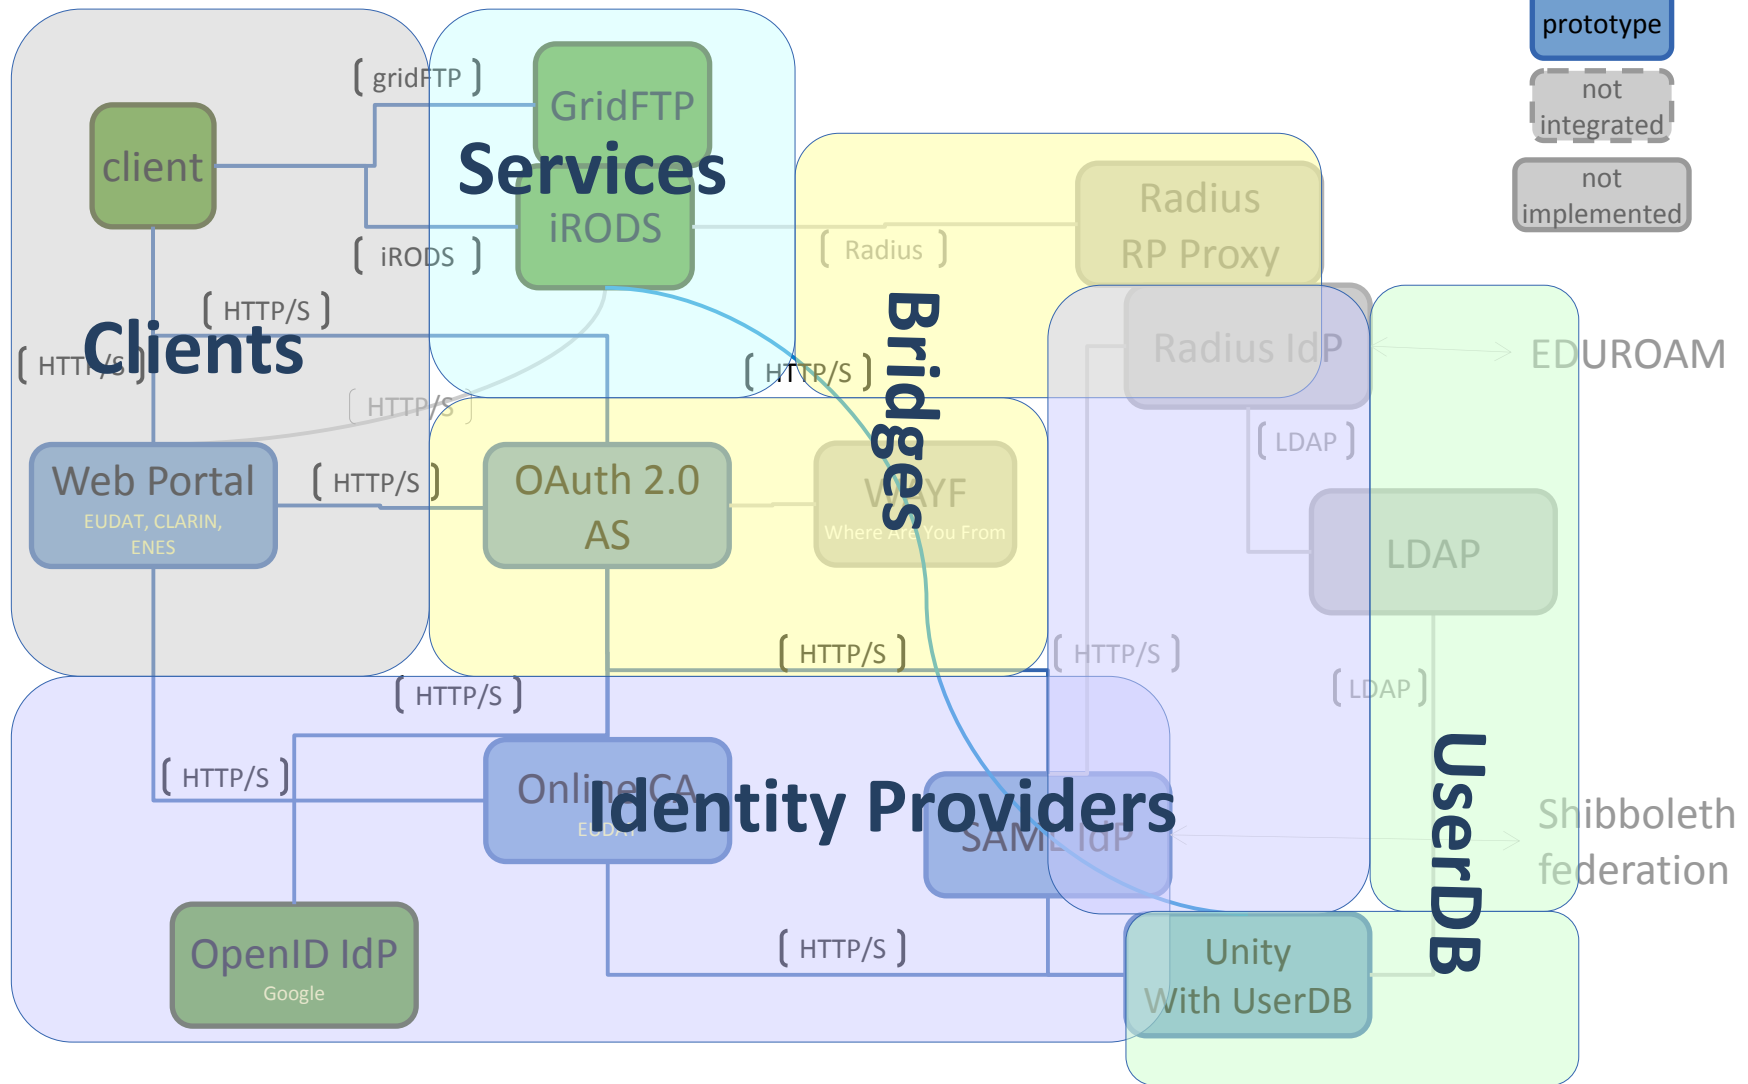 prototype
not
integrated
not
implemented
[ gridFTP ]
GridFTP
client
Services
iRODS
[ iRODS ]
[ Radius ]
Radius
RP Proxy
[ HTTP/S ]
Clients
[ HTTP/S ]
Bridges
Radius IdP
EDUROAM
[ HTTP/S ]
[ HTTP/S ]
[ LDAP ]
Web Portal
EUDAT, CLARIN,
ENES
[ HTTP/S ]
OAuth 2.0
AS
WAYF
Where Are You From
LDAP
[ HTTP/S ]
[ HTTP/S ]
[ LDAP ]
[ HTTP/S ]
UserDB
[ HTTP/S ]
Online CA
EUDAT
Identity Providers
SAML IdP
Shibboleth
federation
OpenID IdP
Google
[ HTTP/S ]
Unity
With UserDB